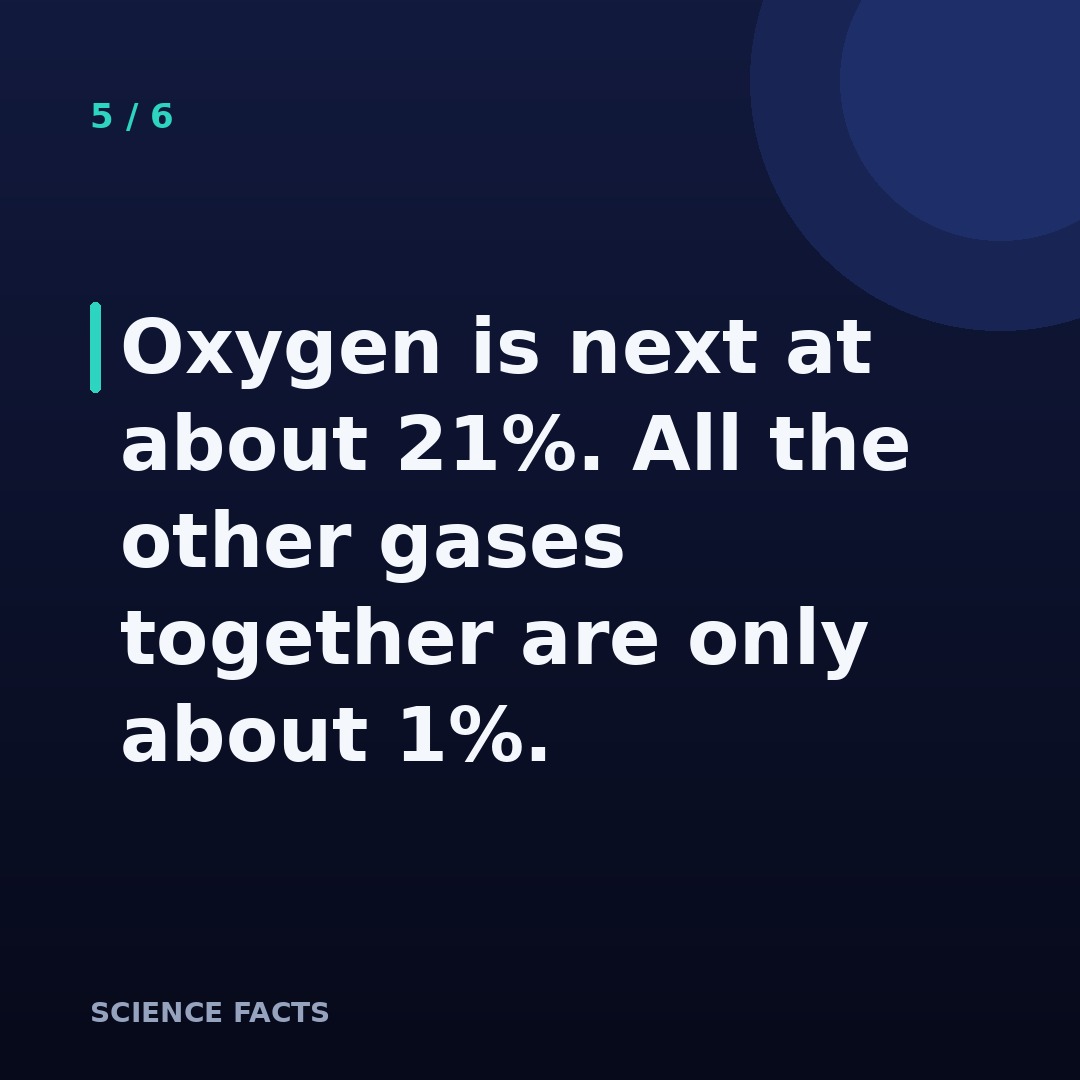 5 / 6
Oxygen is next at
about 21%. All the
other gases
together are only
about 1%.
SCIENCE FACTS